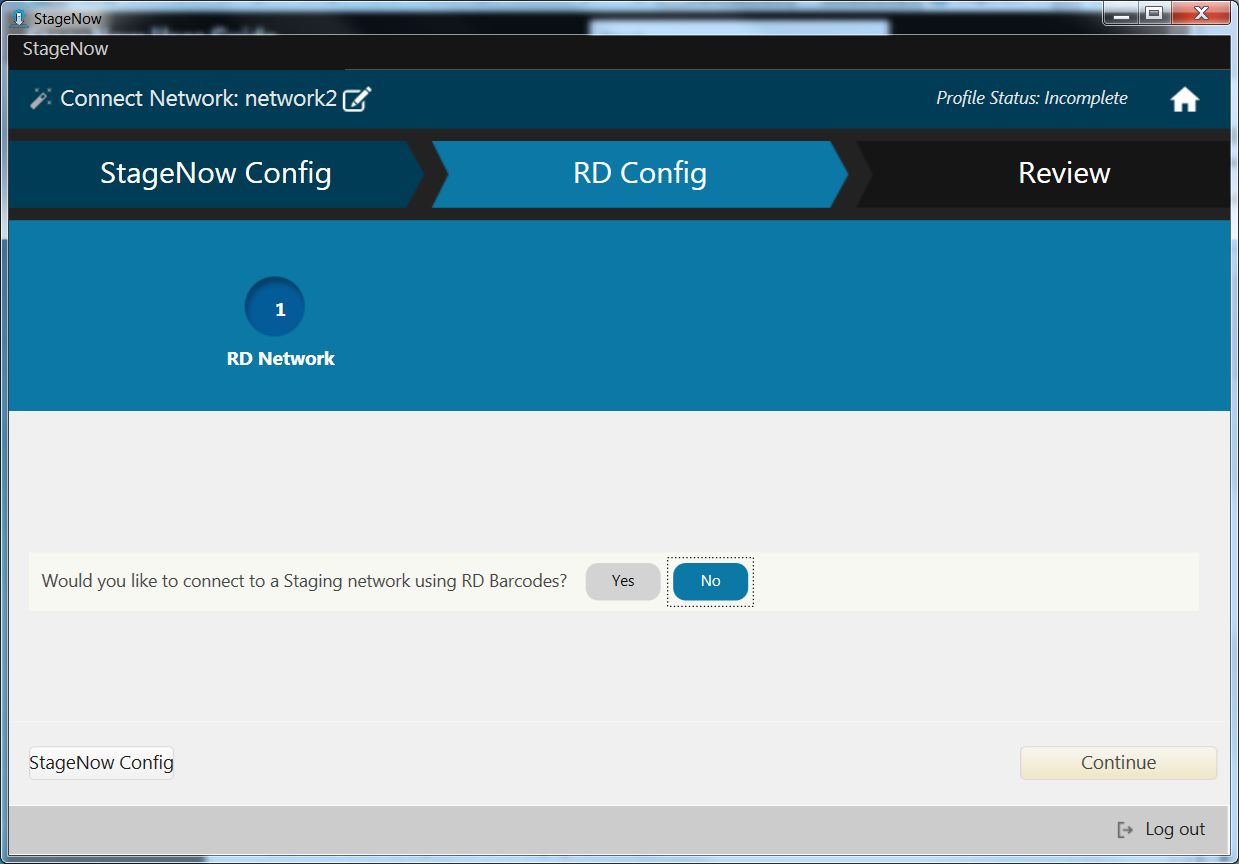 StageNow
StageNow
Connect Network: network2
Profile Status: Incomplete
StageNow Config
RD Config
Review
1
RD Network
Would you like to connect to a Staging network using RD Barcodes?
Yes
No
StageNow Config
Continue
Log out